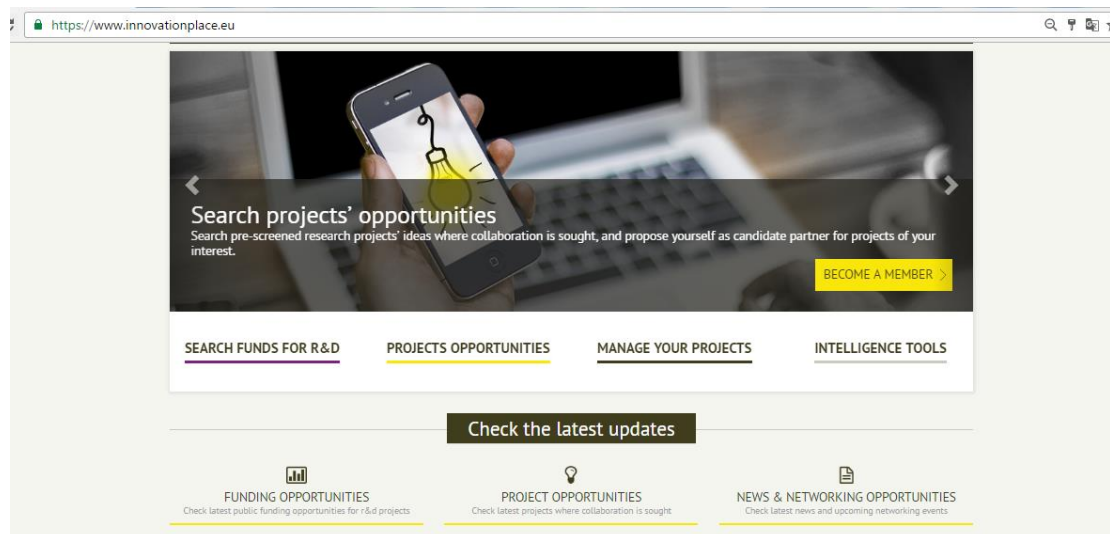 https://www.innovationplace.eu
Search projects' opportunities
Search pre-screened research projects' ideas where collaboration is sought, and propose yourself as candidate partner for projects of your
interest.
BECOME A MEMBER
SEARCH FUNDS FOR R&D PROJECTS OPPORTUNITIES MANAGE YOUR PROJECTS INTELLIGENCE TOOLS
Check the latest updates
FUNDING OPPORTUNITIES PROJECT OPPORTUNITIES NEWS & NETWORKING OPPORTUNITIES
Check latest public funding opportunities for r&d projects Check latest projects where collaboration is sought Check latest news and upcoming networking events